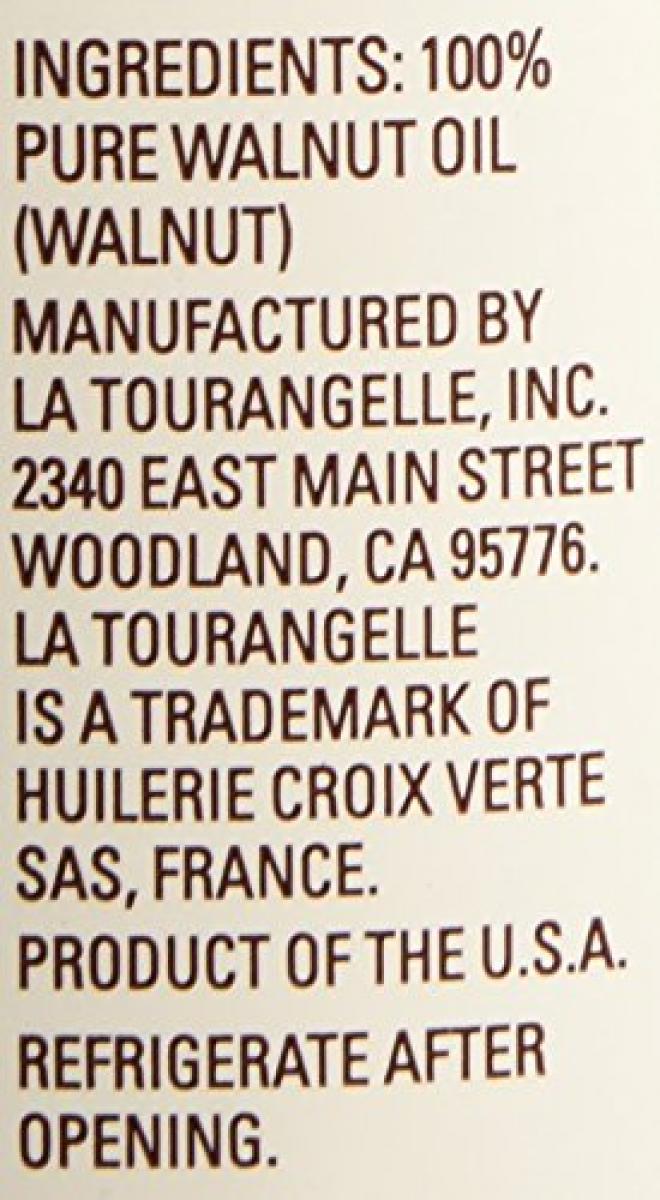 INGREDIENTS: 100%
PURE WALNUT OIL
(WALNUT)
MANUFACTURED BY
LA TOURANGELLE, INC.
2340 EAST MAIN STREET
WOODLAND, CA 95776.
LA TOURANGELLE
IS A TRADEMARK OF
HUILERIE CROIX VERTE
SAS, FRANCE.
PRODUCT OF THE U.S.A.
REFRIGERATE AFTER
OPENING.